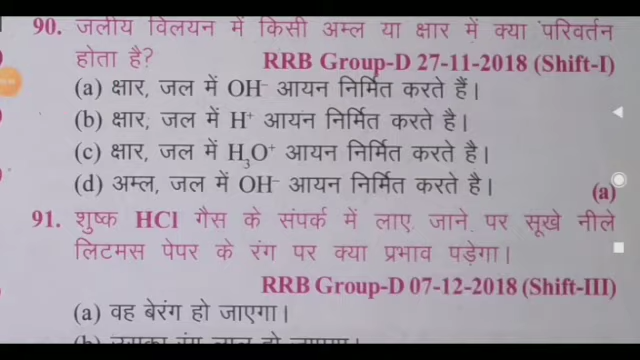 90. जलीय विलयन में किसी अम्ल या क्षार में क्या परिवर्तन
होता है? RRB Group-D 27-11-2018 (Shift-I)
(a) क्षार, जल में OH⁻ आयन निर्मित करते हैं।
(b) क्षार, जल में H⁺ आयन निर्मित करते है।
(c) क्षार, जल में H₃O⁺ आयन निर्मित करते है।
(d) अम्ल, जल में OH⁻ आयन निर्मित करते है।
(a)
91. शुष्क HCl गैस के संपर्क में लाए जाने पर सूखे नीले
लिटमस पेपर के रंग पर क्या प्रभाव पड़ेगा।
RRB Group-D 07-12-2018 (Shift-III)
(a) वह बेरंग हो जाएगा।
(b) उसका रंग लाल हो जाएगा।